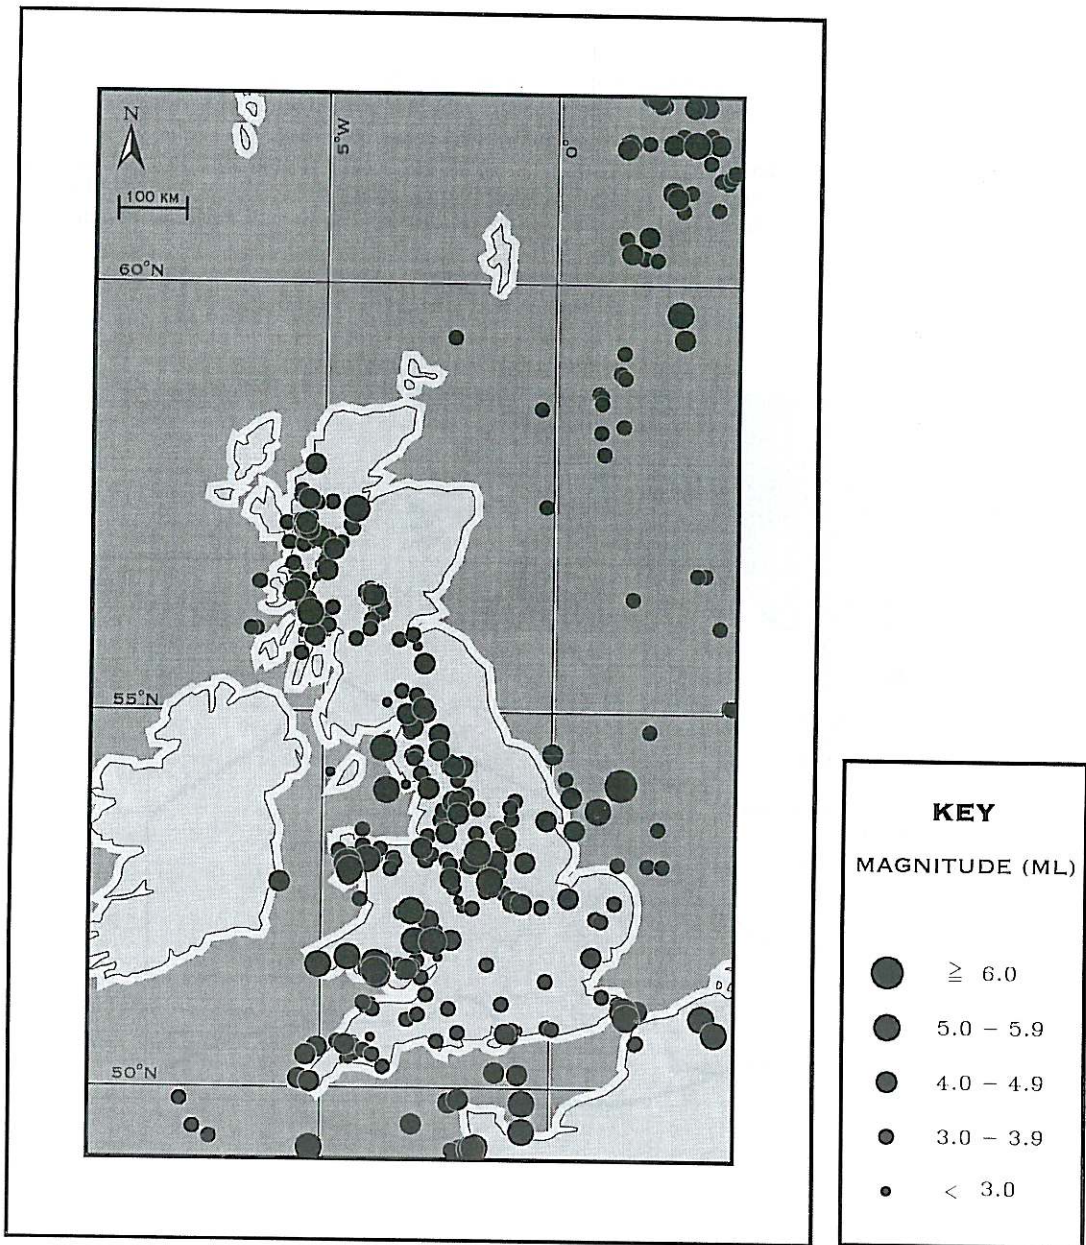 N
100 KM
5°W
0°
60°N
55°N
50°N
KEY
MAGNITUDE (ML)
≧ 6.0
5.0 – 5.9
4.0 – 4.9
3.0 – 3.9
< 3.0